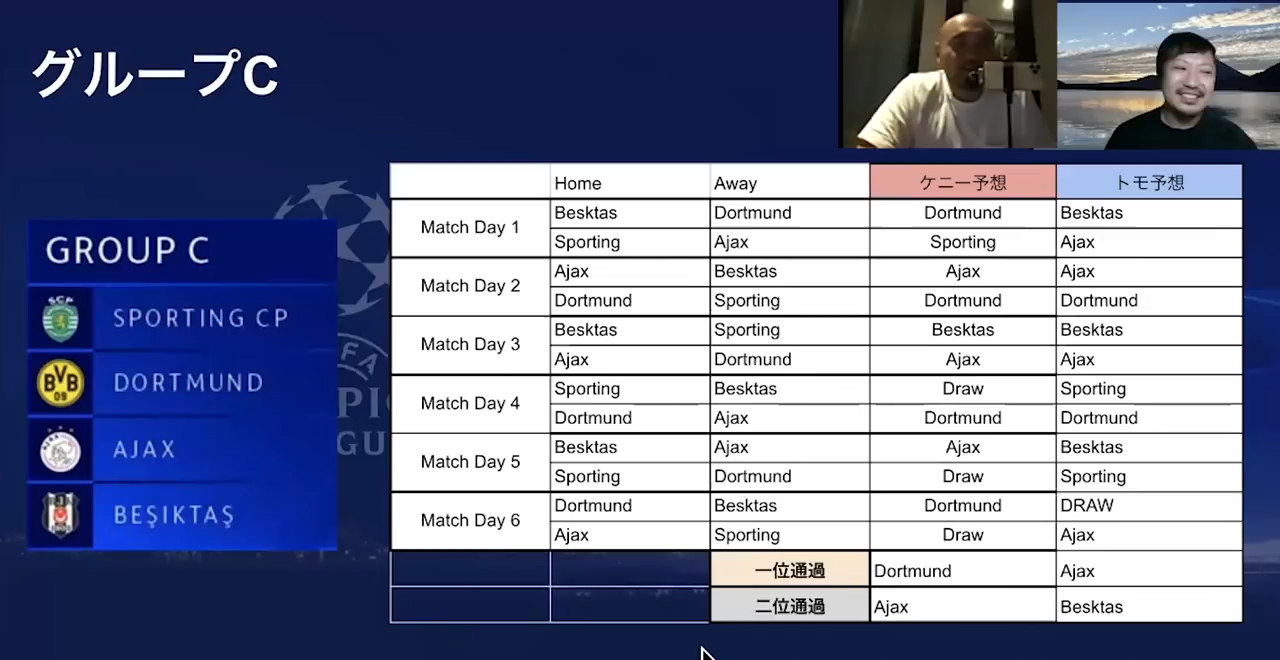 グループC
GROUP C
SCP
SPORTING CP
BVB
09
DORTMUND
AJAX
BEŞIKTAŞ
Home Away ケニー予想 トモ予想
Match Day 1
Besktas Dortmund Dortmund Besktas
Sporting Ajax Sporting Ajax
Match Day 2
Ajax Besktas Ajax Ajax
Dortmund Sporting Dortmund Dortmund
Match Day 3
Besktas Sporting Besktas Besktas
Ajax Dortmund Ajax Ajax
Match Day 4
Sporting Besktas Draw Sporting
Dortmund Ajax Dortmund Dortmund
Match Day 5
Besktas Ajax Ajax Besktas
Sporting Dortmund Draw Sporting
Match Day 6
Dortmund Besktas Dortmund DRAW
Ajax Sporting Draw Ajax
一位通過 Dortmund Ajax
二位通過 Ajax Besktas